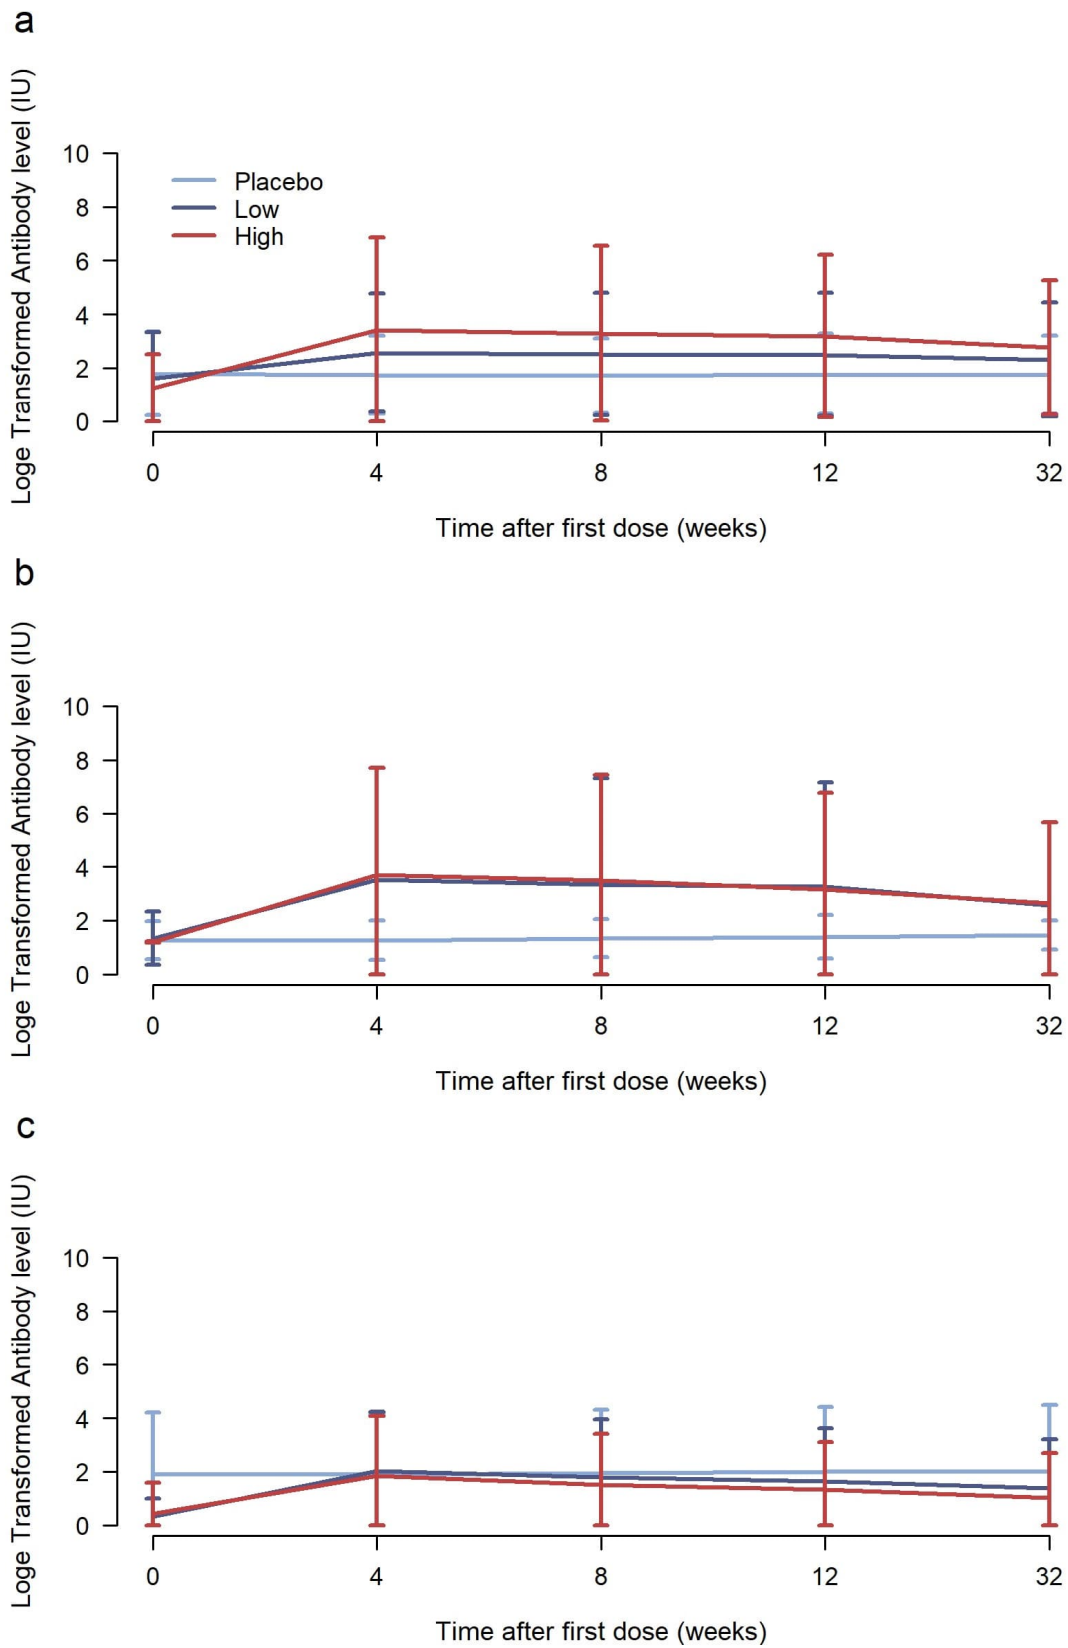 a
Loge Transformed Antibody level (IU)
10
8
6
4
2
0
Placebo
Low
High
0 4 8 12 32
Time after first dose (weeks)
b
Loge Transformed Antibody level (IU)
10
8
6
4
2
0
0 4 8 12 32
Time after first dose (weeks)
c
Loge Transformed Antibody level (IU)
10
8
6
4
2
0
0 4 8 12 32
Time after first dose (weeks)